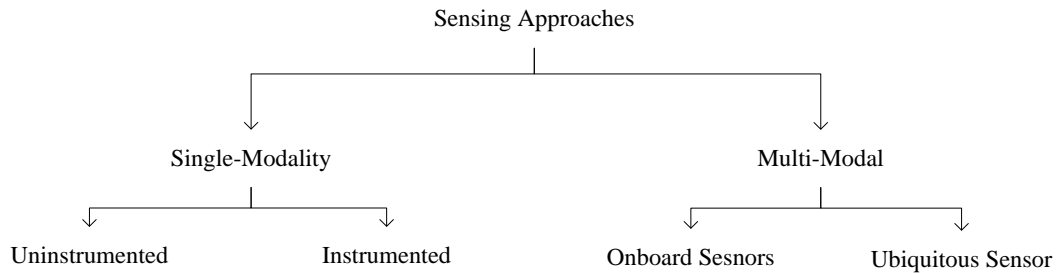 Sensing Approaches
Single-Modality
Multi-Modal
Uninstrumented
Instrumented
Onboard Sesnors
Ubiquitous Sensor